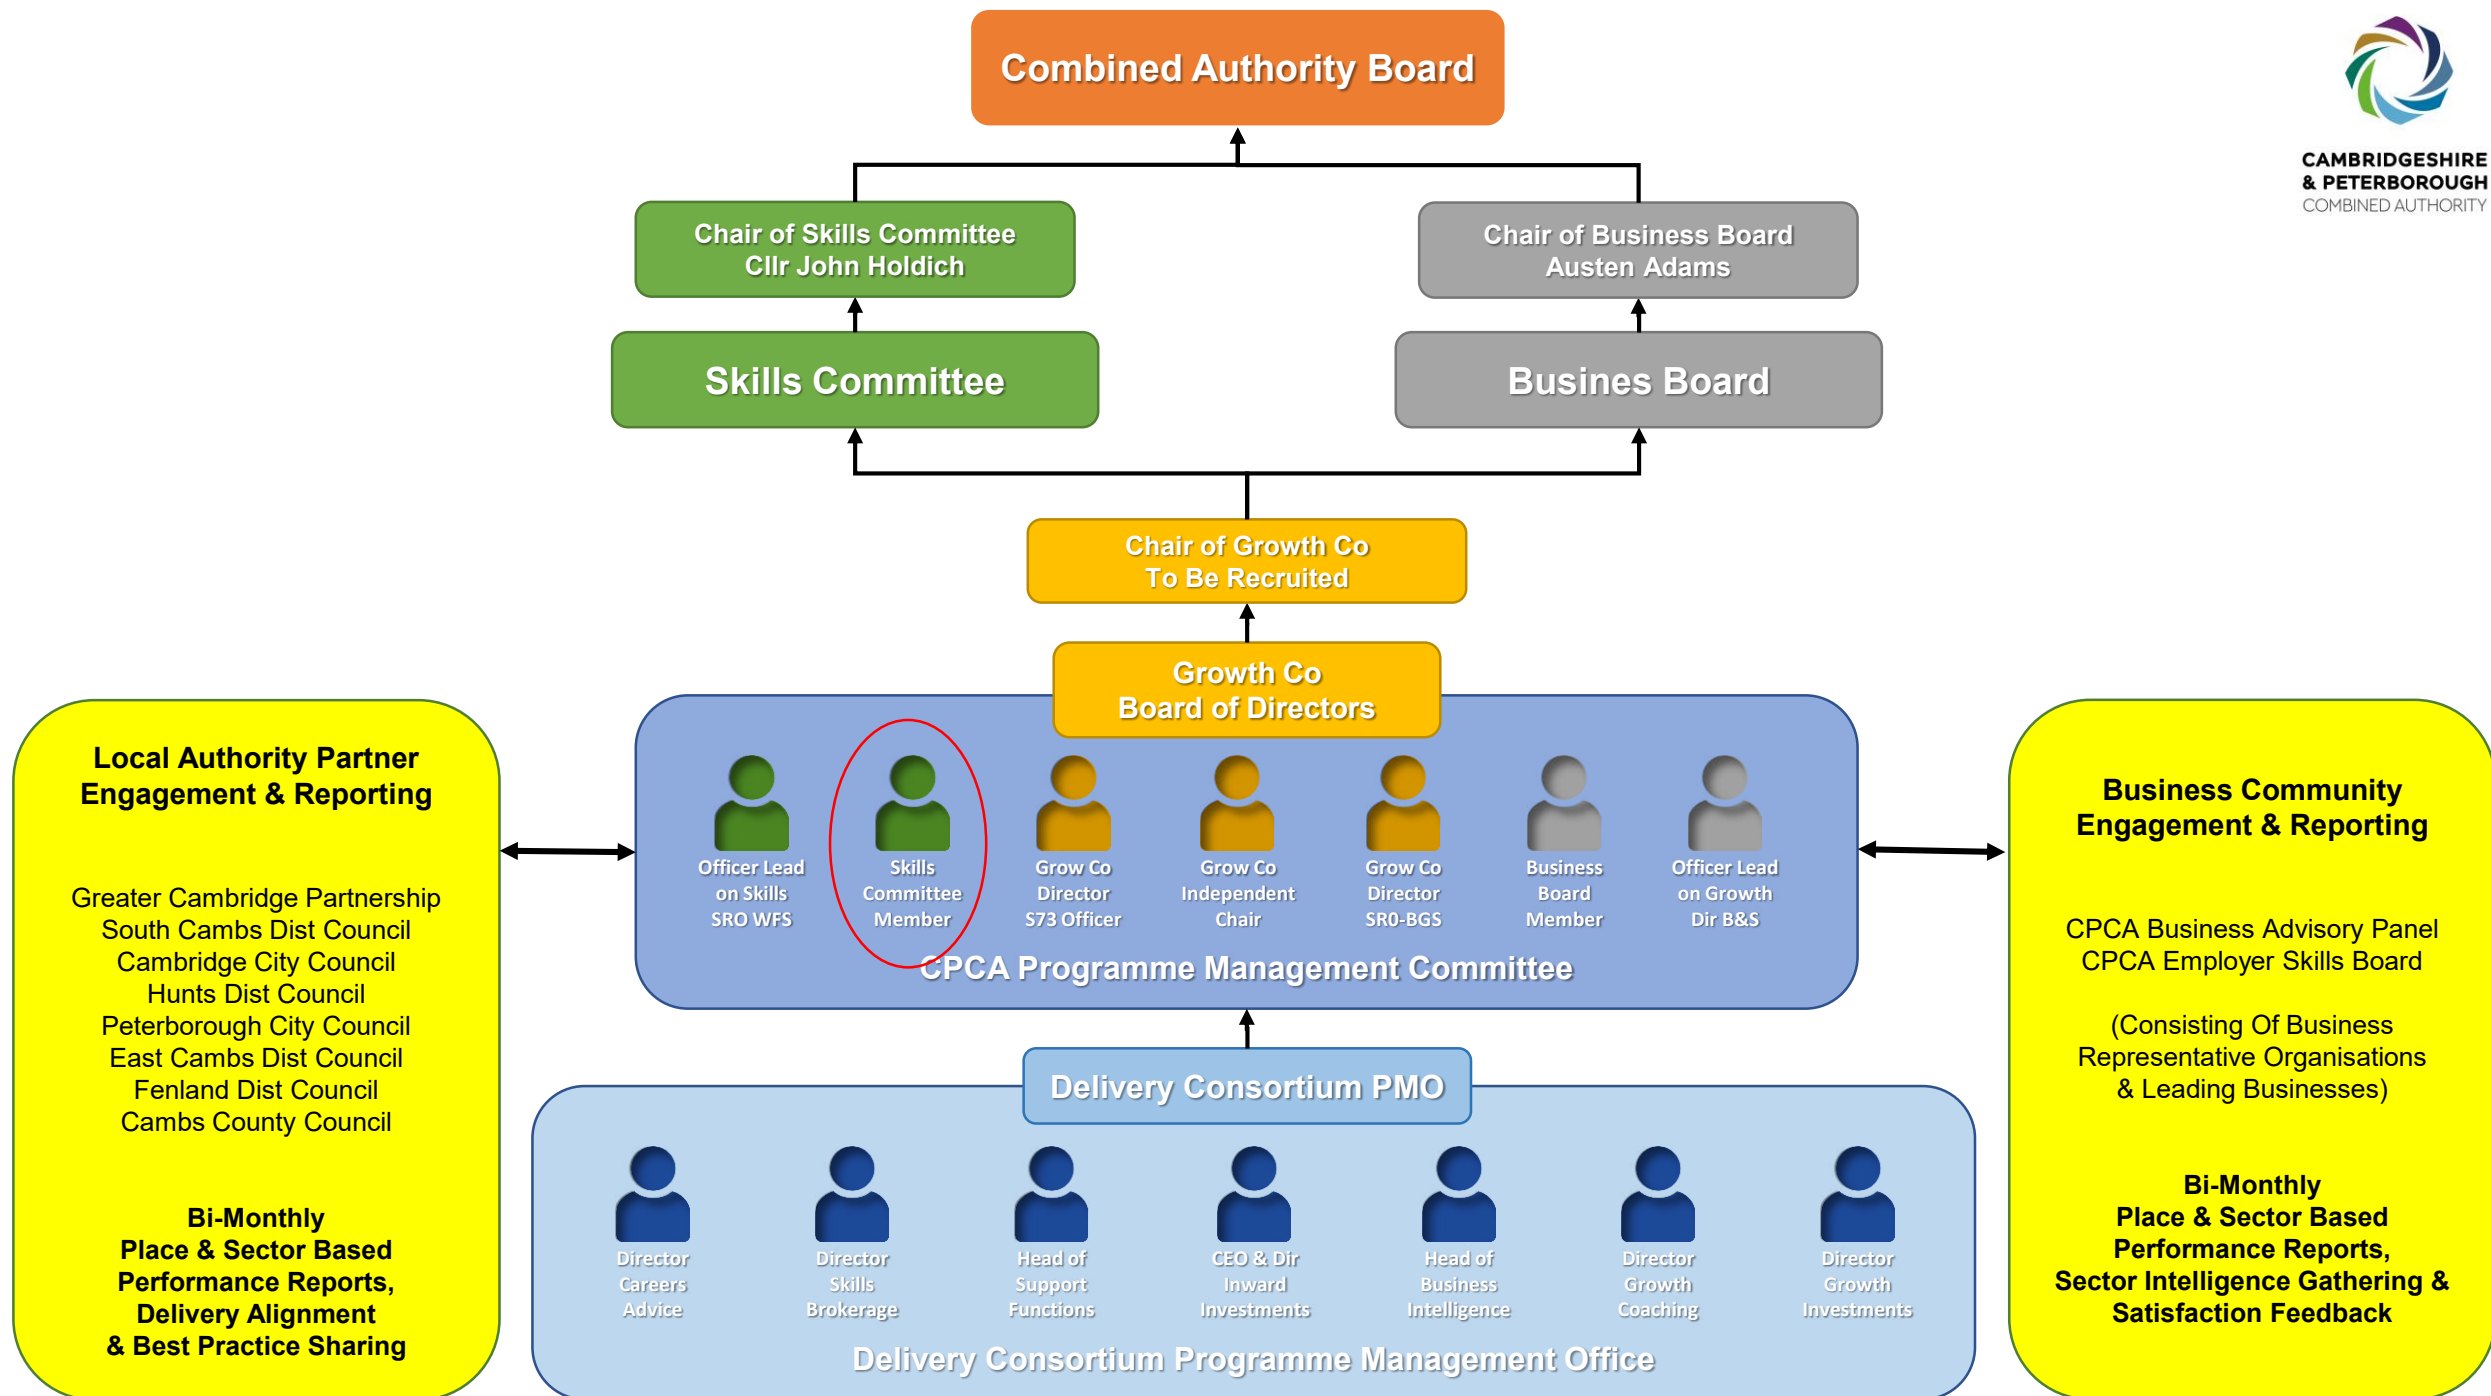 Combined Authority Board
CAMBRIDGESHIRE
& PETERBOROUGH
COMBINED AUTHORITY
Chair of Skills Committee
Cllr John Holdich
Chair of Business Board
Austen Adams
Skills Committee
Busines Board
Chair of Growth Co
To Be Recruited
Growth Co
Board of Directors
Local Authority Partner
Engagement & Reporting
Greater Cambridge Partnership
South Cambs Dist Council
Cambridge City Council
Hunts Dist Council
Peterborough City Council
East Cambs Dist Council
Fenland Dist Council
Cambs County Council
Bi-Monthly
Place & Sector Based
Performance Reports,
Delivery Alignment
& Best Practice Sharing
Officer Lead
on Skills
SRO WFS
Skills
Committee
Member
Grow Co
Director
S73 Officer
Grow Co
Independent
Chair
Grow Co
Director
SR0-BGS
Business
Board
Member
Officer Lead
on Growth
Dir B&S
CPCA Programme Management Committee
Business Community
Engagement & Reporting
CPCA Business Advisory Panel
CPCA Employer Skills Board
(Consisting Of Business
Representative Organisations
& Leading Businesses)
Bi-Monthly
Place & Sector Based
Performance Reports,
Sector Intelligence Gathering &
Satisfaction Feedback
Delivery Consortium PMO
Director
Careers
Advice
Director
Skills
Brokerage
Head of
Support
Functions
CEO & Dir
Inward
Investments
Head of
Business
Intelligence
Director
Growth
Coaching
Director
Growth
Investments
Delivery Consortium Programme Management Office